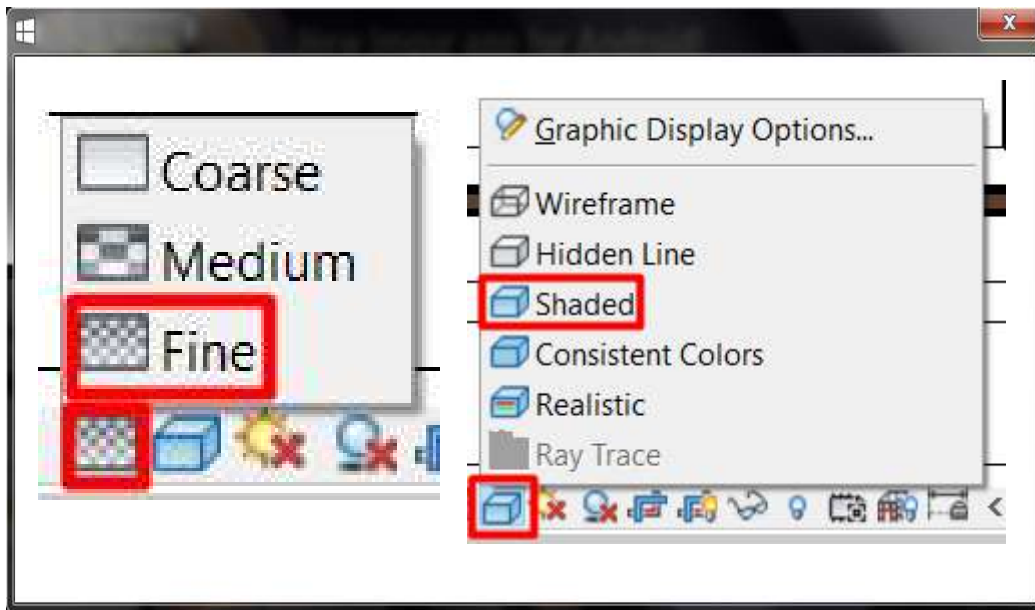 Coarse
Medium
Fine
Graphic Display Options...
Wireframe
Hidden Line
Shaded
Consistent Colors
Realistic
Ray Trace